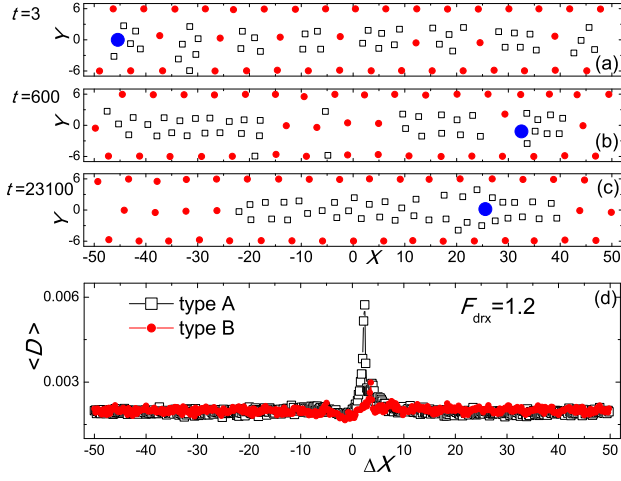 t=3
6
0
-6
Y
(a)
t=600
6
0
-6
Y
(b)
t=23100
6
0
-6
Y
(c)
-50 -40 -30 -20 -10 0 10 20 30 40 50
X
0.006
0.003
<D>
type A
type B
F_drx=1.2
(d)
-50 -40 -30 -20 -10 0 10 20 30 40 50
ΔX